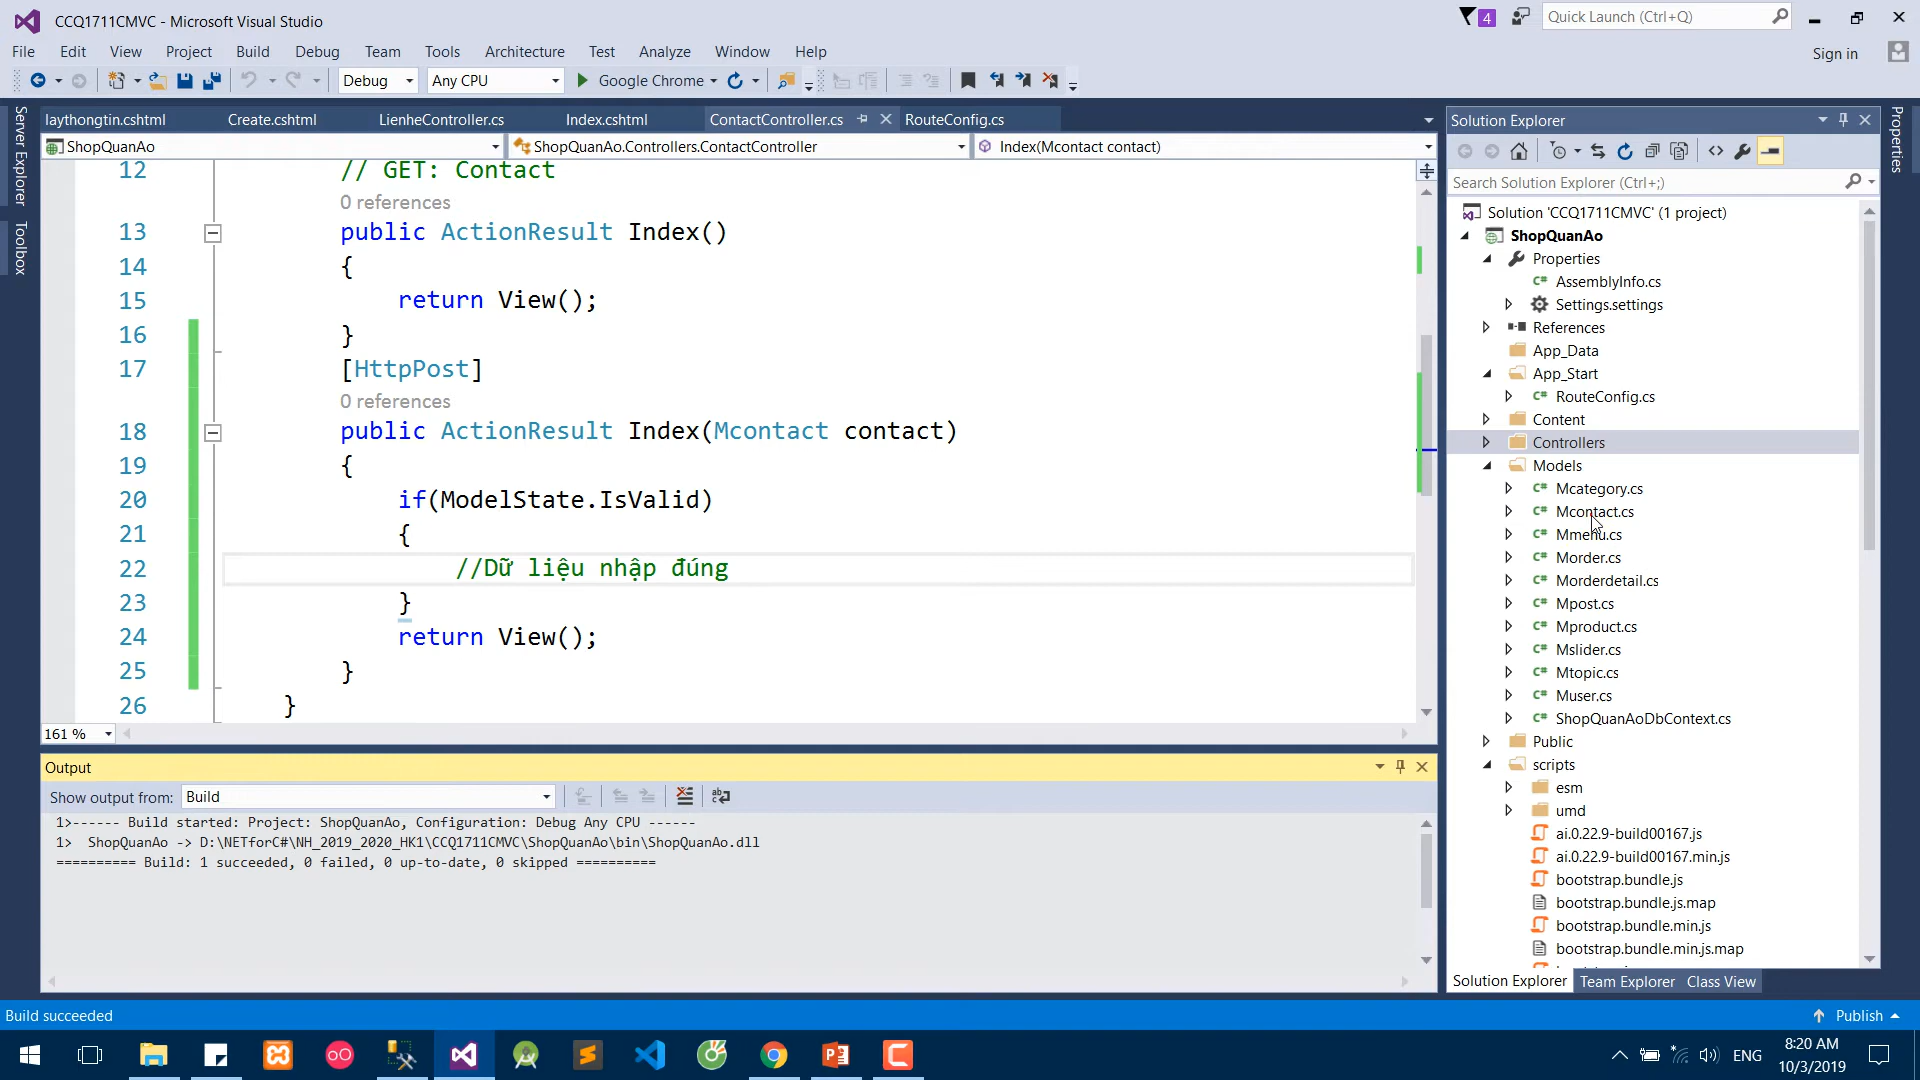 CCQ1711CMVC - Microsoft Visual Studio
4
Quick Launch (Ctrl+Q)
File Edit View Project Build Debug Team Tools Architecture Test Analyze Window Help
Sign in
Debug Any CPU Google Chrome
Server Explorer
Toolbox
laythongtin.cshtml Create.cshtml LienheController.cs Index.cshtml ContactController.cs RouteConfig.cs
ShopQuanAo ShopQuanAo.Controllers.ContactController Index(Mcontact contact)
12 // GET: Contact
0 references
13 public ActionResult Index()
14 {
15 return View();
16 }
17 [HttpPost]
0 references
18 public ActionResult Index(Mcontact contact)
19 {
20 if(ModelState.IsValid)
21 {
22 //Dữ liệu nhập đúng
23 }
24 return View();
25 }
26 }
161 %
Output
Show output from: Build
1>------ Build started: Project: ShopQuanAo, Configuration: Debug Any CPU ------
1>  ShopQuanAo -> D:\NETforC#\NH_2019_2020_HK1\CCQ1711CMVC\ShopQuanAo\bin\ShopQuanAo.dll
========== Build: 1 succeeded, 0 failed, 0 up-to-date, 0 skipped ==========
Solution Explorer
Search Solution Explorer (Ctrl+;)
Solution 'CCQ1711CMVC' (1 project)
ShopQuanAo
Properties
AssemblyInfo.cs
Settings.settings
References
App_Data
App_Start
RouteConfig.cs
Content
Controllers
Models
Mcategory.cs
Mcontact.cs
Mmenu.cs
Morder.cs
Morderdetail.cs
Mpost.cs
Mproduct.cs
Mslider.cs
Mtopic.cs
Muser.cs
ShopQuanAoDbContext.cs
Public
scripts
esm
umd
ai.0.22.9-build00167.js
ai.0.22.9-build00167.min.js
bootstrap.bundle.js
bootstrap.bundle.js.map
bootstrap.bundle.min.js
bootstrap.bundle.min.js.map
Solution Explorer Team Explorer Class View
Properties
Build succeeded
Publish
ENG
8:20 AM
10/3/2019